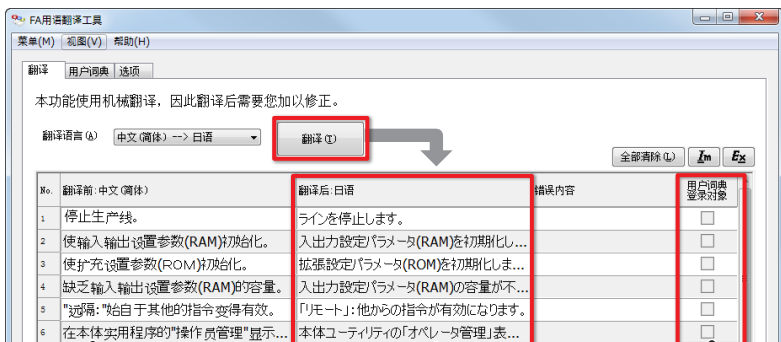 FA用语翻译工具
菜单(M) 视图(V) 帮助(H)
翻译 用户词典 选项
本功能使用机械翻译，因此翻译后需要您加以修正。
翻译语言(A) 中文(简体) --> 日语 翻译(T)
全部清除(L) Im Ex
No. 翻译前:中文(简体) 翻译后:日语 错误内容 用户词典
登录对象
1 停止生产线。 ラインを停止します。
2 使输入输出设置参数(RAM)初始化。 入出力設定パラメータ(RAM)を初期化し...
3 使扩充设置参数(ROM)初始化。 拡張設定パラメータ(ROM)を初期化しま...
4 缺乏输入输出设置参数(RAM)的容量。 入出力設定パラメータ(RAM)の容量が不...
5 "远隔:"始自于其他的指令变得有效。 「リモート」:他からの指令が有効になります。
6 在本体实用程序的"操作员管理"显示... 本体ユーティリティの「オペレータ管理」表...